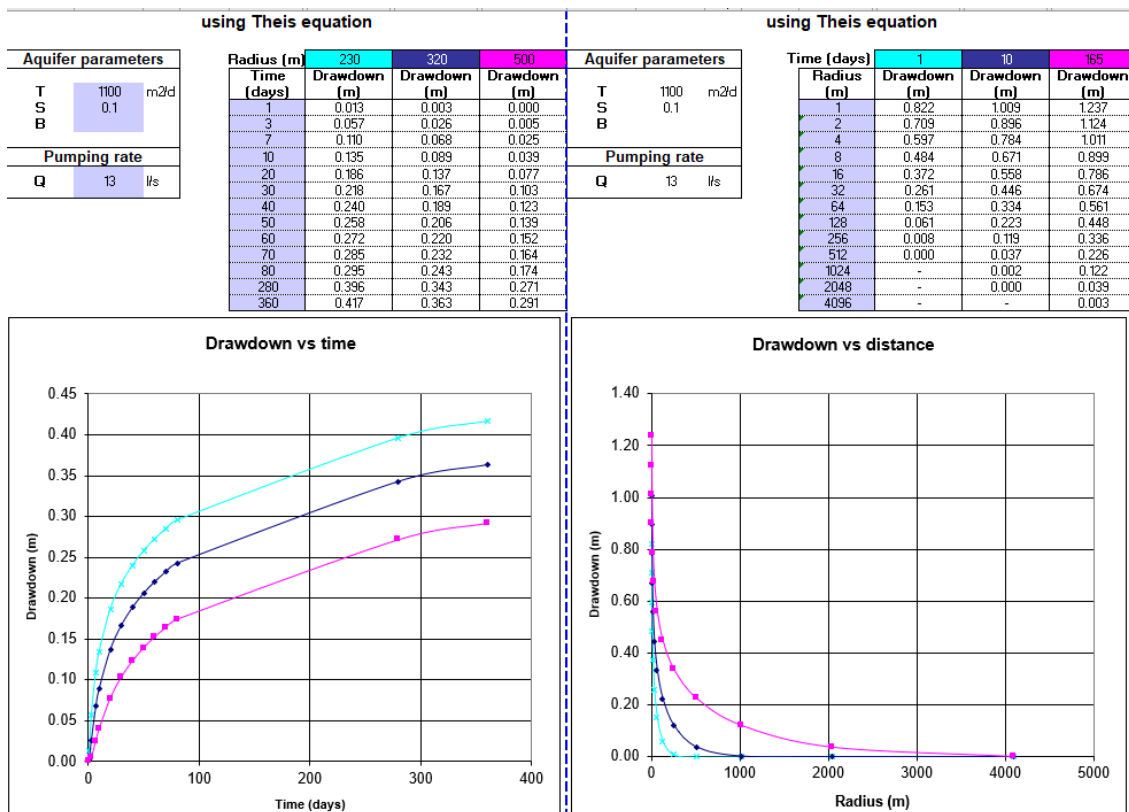 using Theis equation
Aquifer parameters
T 1100 m2/d
S 0.1
B
Pumping rate
Q 13 l/s
Radius (m) 230 320 500
Time Drawdown Drawdown Drawdown
(days) (m) (m) (m)
1 0.013 0.003 0.000
3 0.057 0.026 0.005
7 0.110 0.068 0.025
10 0.135 0.089 0.039
20 0.186 0.137 0.077
30 0.218 0.167 0.103
40 0.240 0.189 0.123
50 0.258 0.206 0.139
60 0.272 0.220 0.152
70 0.285 0.232 0.164
80 0.295 0.243 0.174
280 0.396 0.343 0.271
360 0.417 0.363 0.291
Drawdown vs time
Drawdown (m)
0.45
0.40
0.35
0.30
0.25
0.20
0.15
0.10
0.05
0.00
0 100 200 300 400
Time (days)
using Theis equation
Aquifer parameters
T 1100 m2/d
S 0.1
B
Pumping rate
Q 13 l/s
Time (days) 1 10 165
Radius Drawdown Drawdown Drawdown
(m) (m) (m) (m)
1 0.822 1.009 1.237
2 0.709 0.896 1.124
4 0.597 0.784 1.011
8 0.484 0.671 0.899
16 0.372 0.558 0.786
32 0.261 0.446 0.674
64 0.153 0.334 0.561
128 0.061 0.223 0.448
256 0.008 0.119 0.336
512 0.000 0.037 0.226
1024 - 0.002 0.122
2048 - 0.000 0.039
4096 - - 0.003
Drawdown vs distance
Drawdown (m)
1.40
1.20
1.00
0.80
0.60
0.40
0.20
0.00
0 1000 2000 3000 4000 5000
Radius (m)